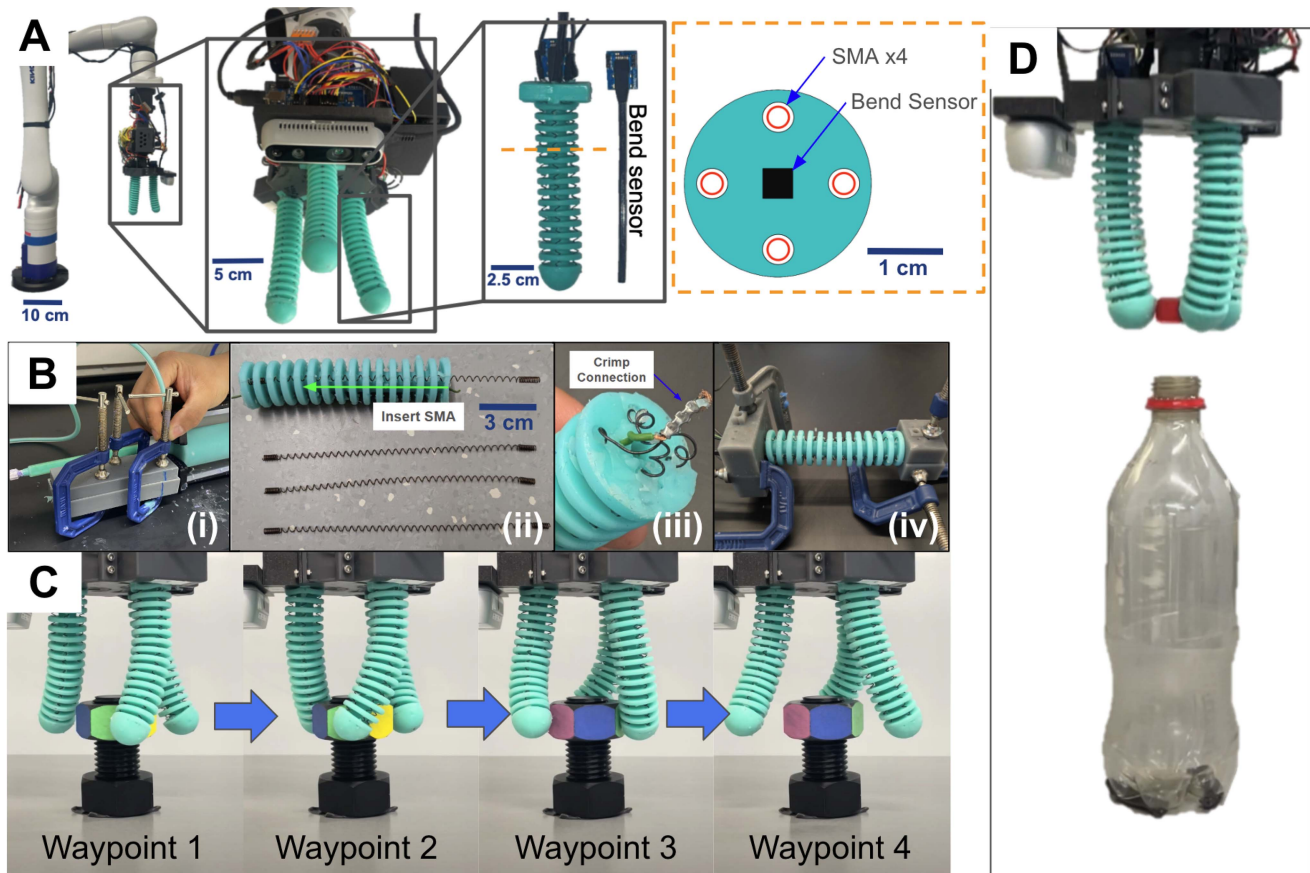 A
10 cm
5 cm
2.5 cm
Bend sensor
SMA x4
Bend Sensor
1 cm
D
B
(i)
Insert SMA
3 cm
(ii)
Crimp
Connection
(iii)
(iv)
C
Waypoint 1
Waypoint 2
Waypoint 3
Waypoint 4